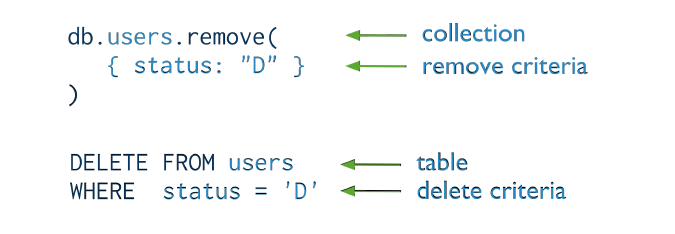 db.users.remove( collection
{ status: "D" } remove criteria
)
DELETE FROM users table
WHERE status = 'D' delete criteria